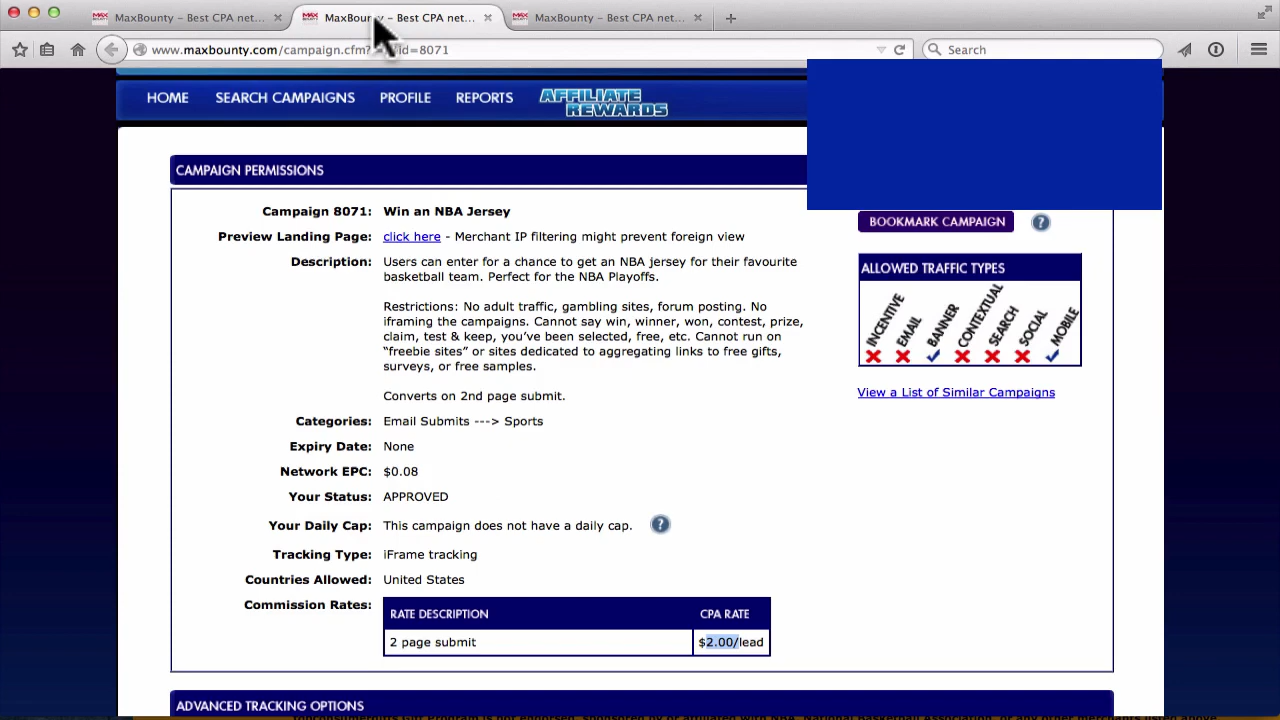 MaxBounty – Best CPA net...
MaxBounty – Best CPA net...
MaxBounty – Best CPA net...
www.maxbounty.com/campaign.cfm? id=8071
Search
HOME
SEARCH CAMPAIGNS
PROFILE
REPORTS
AFFILIATE
REWARDS
CAMPAIGN PERMISSIONS
Campaign 8071: Win an NBA Jersey
Preview Landing Page: click here - Merchant IP filtering might prevent foreign view
Description: Users can enter for a chance to get an NBA jersey for their favourite
basketball team. Perfect for the NBA Playoffs.
Restrictions: No adult traffic, gambling sites, forum posting. No
iframing the campaigns. Cannot say win, winner, won, contest, prize,
claim, test & keep, you’ve been selected, free, etc. Cannot run on
“freebie sites” or sites dedicated to aggregating links to free gifts,
surveys, or free samples.
Converts on 2nd page submit.
Categories: Email Submits ---> Sports
Expiry Date: None
Network EPC: $0.08
Your Status: APPROVED
Your Daily Cap: This campaign does not have a daily cap. ?
Tracking Type: iFrame tracking
Countries Allowed: United States
Commission Rates:
RATE DESCRIPTION CPA RATE
2 page submit $2.00/lead
BOOKMARK CAMPAIGN ?
ALLOWED TRAFFIC TYPES
INCENTIVE
EMAIL
BANNER
CONTEXTUAL
SEARCH
SOCIAL
MOBILE
View a List of Similar Campaigns
ADVANCED TRACKING OPTIONS